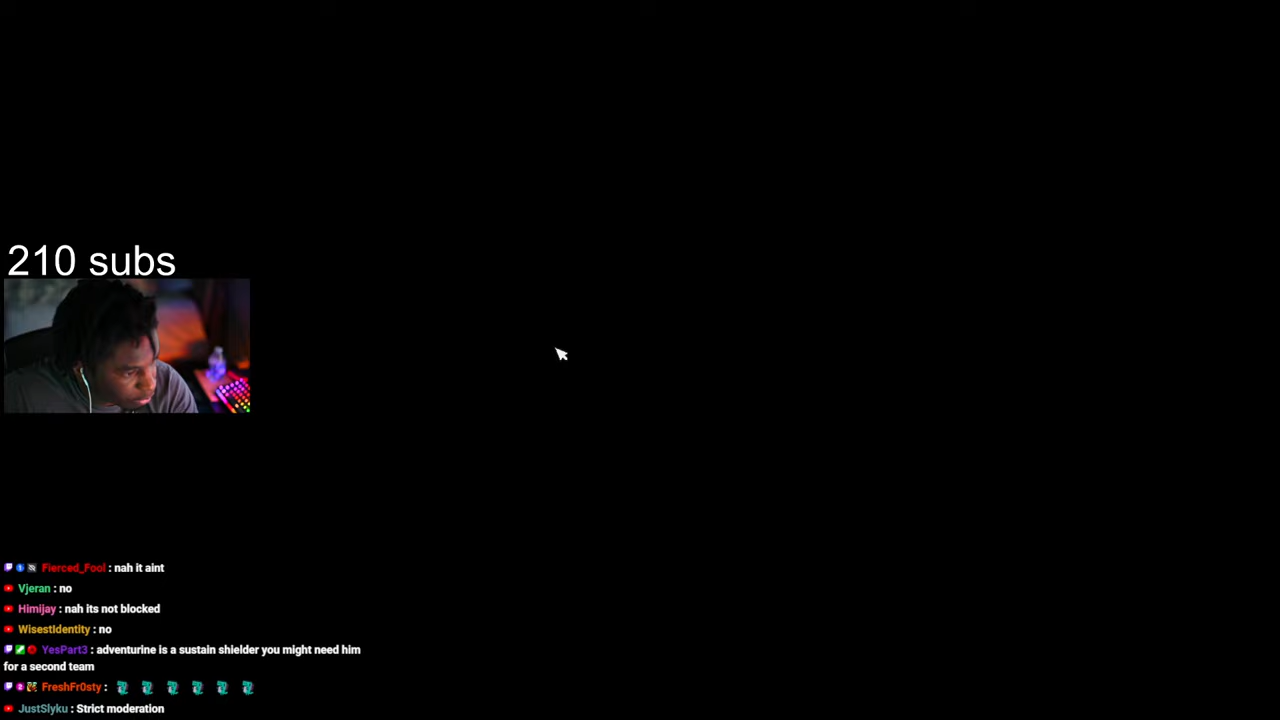 210 subs
Fierced_Fool : nah it aint
Vjeran : no
Himijay : nah its not blocked
WisestIdentity : no
YesPart3 : adventurine is a sustain shielder you might need him
for a second team
FreshFr0sty :
JustSlyku : Strict moderation